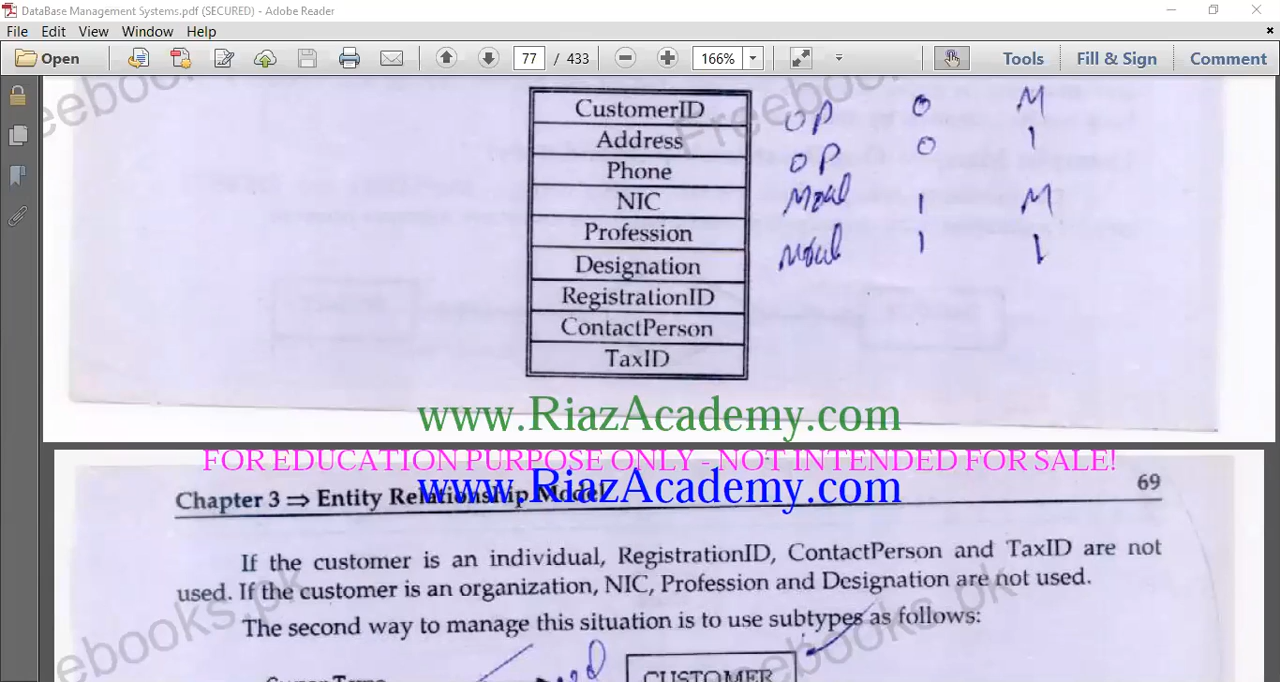 DataBase Management Systems.pdf (SECURED) - Adobe Reader
File Edit View Window Help
Open 77 / 433 166% Tools Fill & Sign Comment
Freebooks
CustomerID
OP 0 M
Address
OP 0 1
Phone
NIC
Mand 1 M
Profession
Mand 1 1
Designation
RegistrationID
ContactPerson
TaxID
www.RiazAcademy.com
FOR EDUCATION PURPOSE ONLY - NOT INTENDED FOR SALE!
www.RiazAcademy.com
Chapter 3 ⇒ Entity Relationship Model 69
If the customer is an individual, RegistrationID, ContactPerson and TaxID are not
used. If the customer is an organization, NIC, Profession and Designation are not used.
The second way to manage this situation is to use subtypes as follows:
CUSTOMER